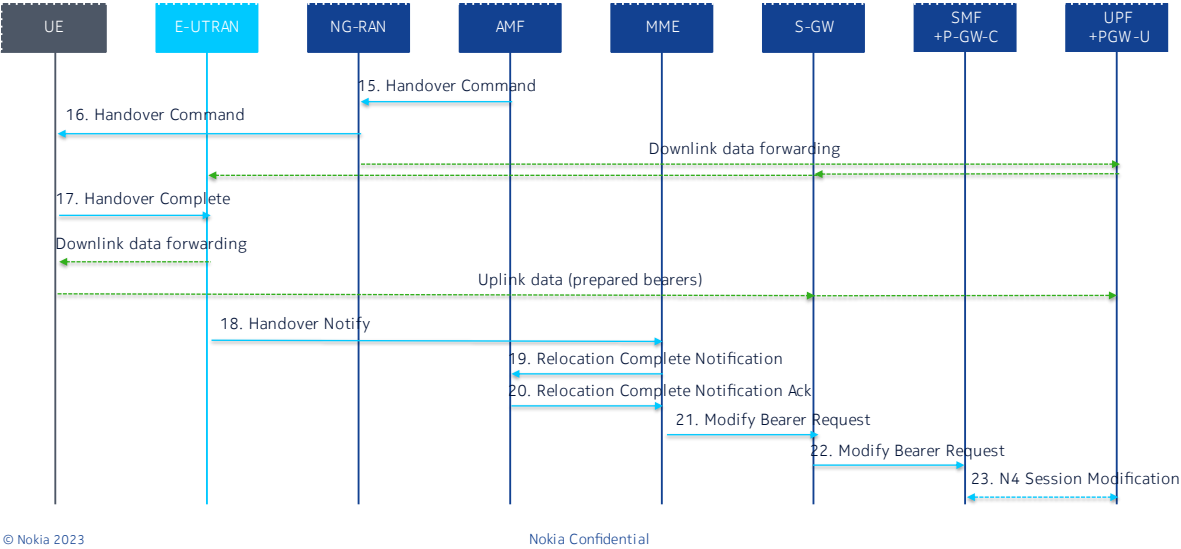 UE
E-UTRAN
NG-RAN
AMF
MME
S-GW
SMF
+P-GW-C
UPF
+PGW-U
15. Handover Command
16. Handover Command
Downlink data forwarding
17. Handover Complete
Downlink data forwarding
Uplink data (prepared bearers)
18. Handover Notify
19. Relocation Complete Notification
20. Relocation Complete Notification Ack
21. Modify Bearer Request
22. Modify Bearer Request
23. N4 Session Modification
© Nokia 2023
Nokia Confidential